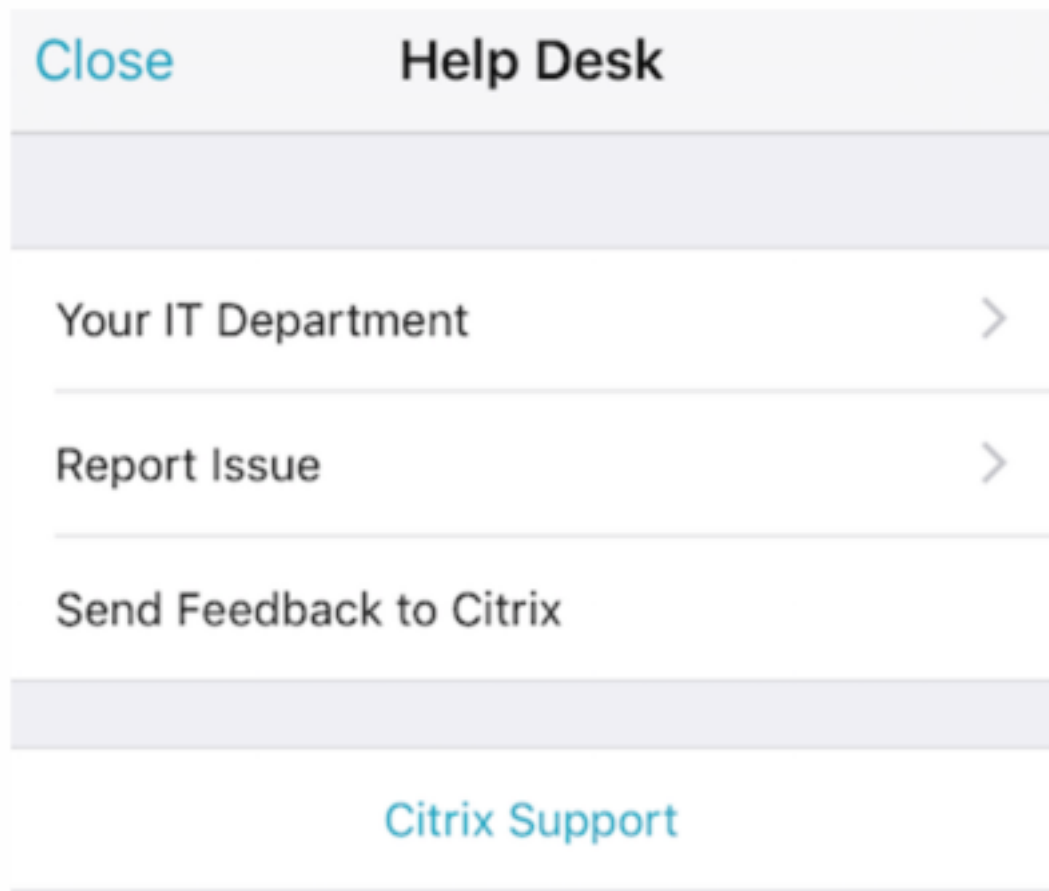 Close Help Desk
Your IT Department
Report Issue
Send Feedback to Citrix
Citrix Support